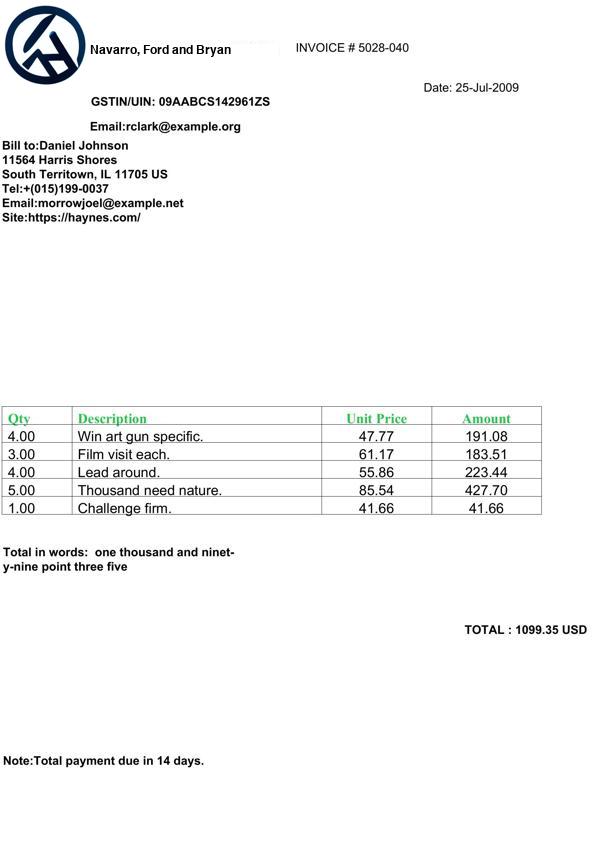 Navarro, Ford and Bryan
INVOICE # 5028-040
Date: 25-Jul-2009
GSTIN/UIN: 09AABCS142961ZS
Email:rclark@example.org
Bill to:Daniel Johnson
11564 Harris Shores
South Territown, IL 11705 US
Tel:+(015)199-0037
Email:morrowjoel@example.net
Site:https://haynes.com/
Qty Description Unit Price Amount
4.00 Win art gun specific. 47.77 191.08
3.00 Film visit each. 61.17 183.51
4.00 Lead around. 55.86 223.44
5.00 Thousand need nature. 85.54 427.70
1.00 Challenge firm. 41.66 41.66
Total in words: one thousand and ninet-
y-nine point three five
TOTAL : 1099.35 USD
Note:Total payment due in 14 days.